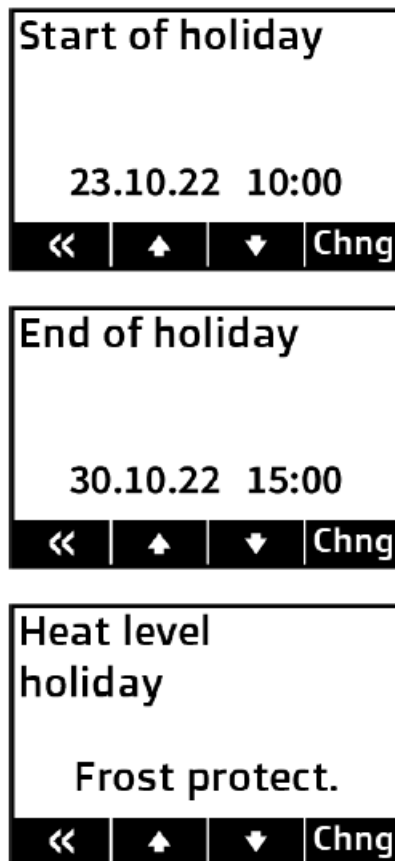 Start of holiday
23.10.22 10:00
« Chng
End of holiday
30.10.22 15:00
« Chng
Heat level
holiday
Frost protect.
« Chng